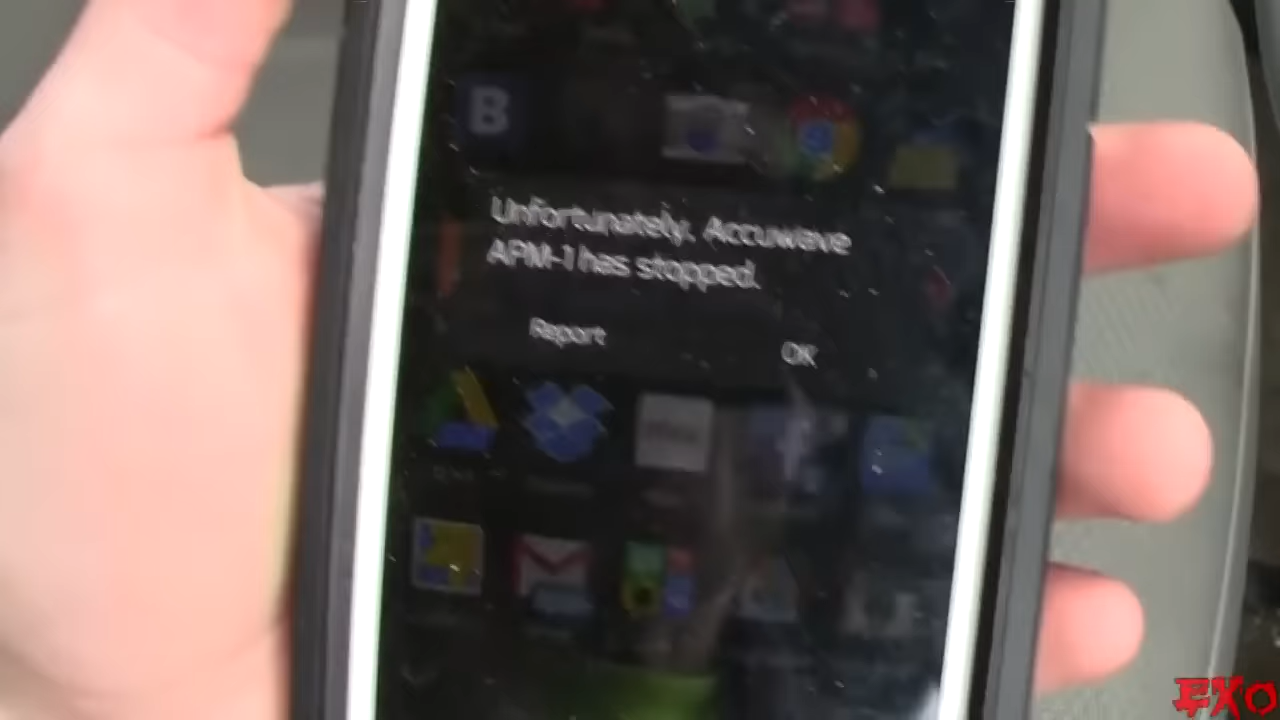 B
Unfortunately, Accuwave
APM-1 has stopped.
Report
OK
EXO